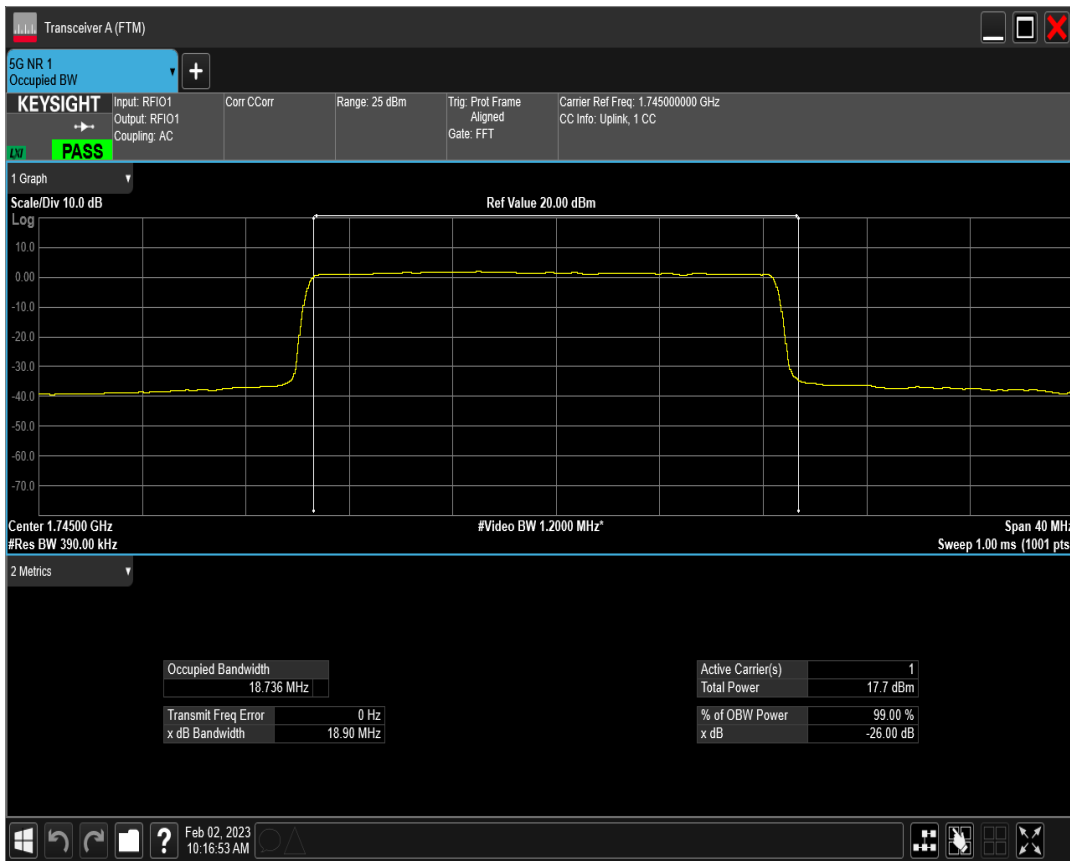 Transceiver A (FTM)
5G NR 1
Occupied BW
+
KEYSIGHT
LXI
PASS
Input: RFIO1
Output: RFIO1
Coupling: AC
Corr CCorr
Range: 25 dBm
Trig: Prot Frame
Aligned
Gate: FFT
Carrier Ref Freq: 1.745000000 GHz
CC Info: Uplink, 1 CC
1 Graph
Scale/Div 10.0 dB
Ref Value 20.00 dBm
Log
10.0
0.00
-10.0
-20.0
-30.0
-40.0
-50.0
-60.0
-70.0
Center 1.74500 GHz
#Video BW 1.2000 MHz*
Span 40 MHz
#Res BW 390.00 kHz
Sweep 1.00 ms (1001 pts
2 Metrics
Occupied Bandwidth
18.736 MHz
Transmit Freq Error 0 Hz
x dB Bandwidth 18.90 MHz
Active Carrier(s) 1
Total Power 17.7 dBm
% of OBW Power 99.00 %
x dB -26.00 dB
?
Feb 02, 2023
10:16:53 AM